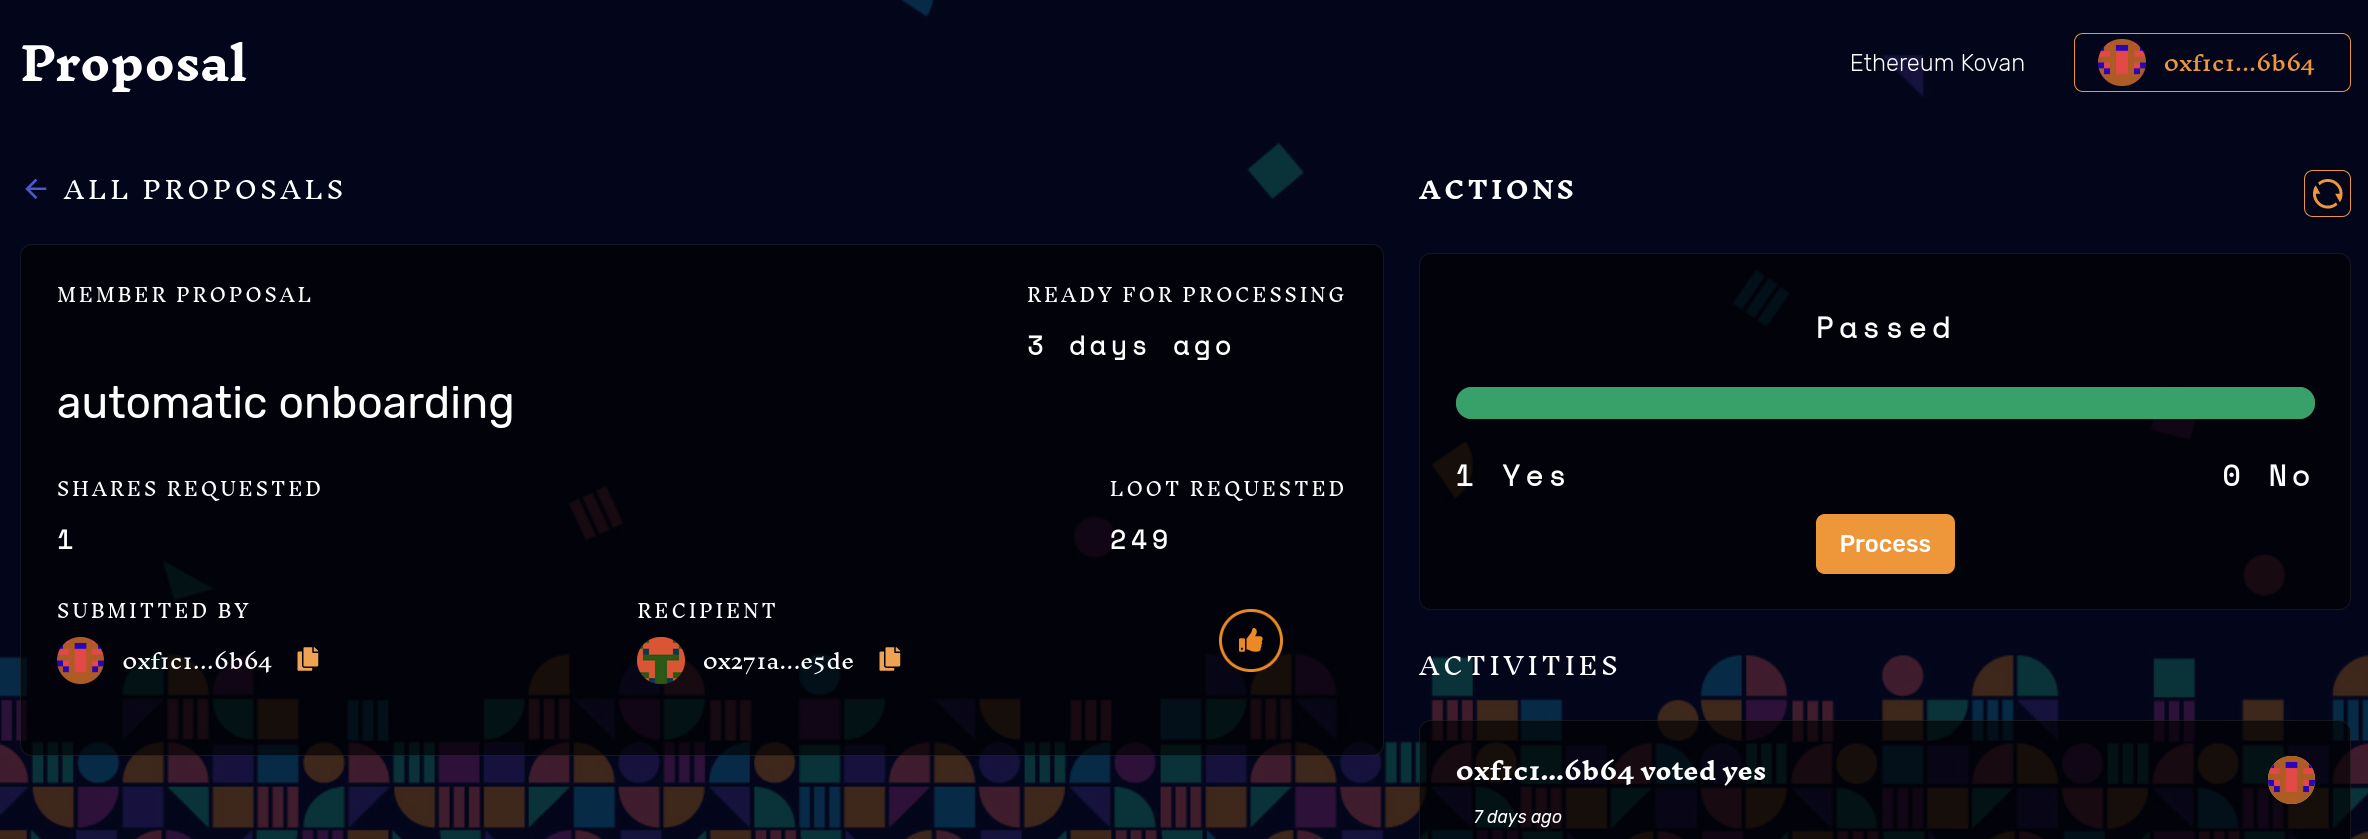 Proposal
Ethereum Kovan
0xf1c1...6b64
ALL PROPOSALS
MEMBER PROPOSAL
READY FOR PROCESSING
3 days ago
automatic onboarding
SHARES REQUESTED
LOOT REQUESTED
1
249
SUBMITTED BY
RECIPIENT
0xf1c1...6b64
0x271a...e5de
ACTIONS
Passed
1 Yes
0 No
Process
ACTIVITIES
0xf1c1...6b64 voted yes
7 days ago